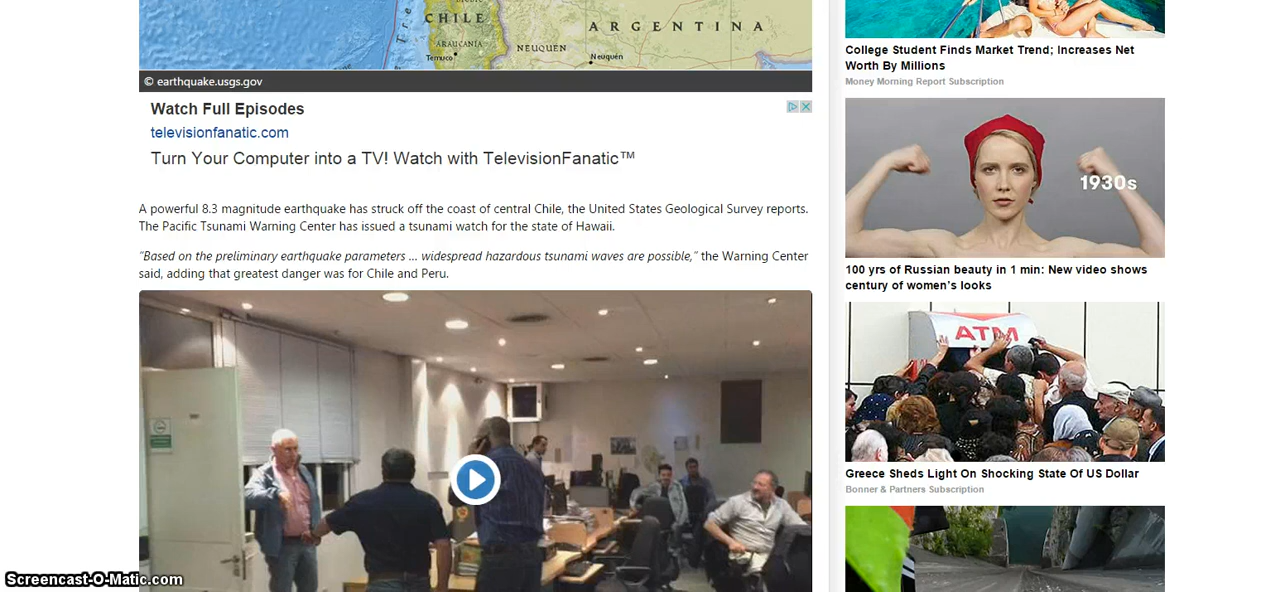 CHILE
ARGENTINA
ARAUCANIA
NEUQUEN
Temuco
Neuquén
© earthquake.usgs.gov
Watch Full Episodes
televisionfanatic.com
Turn Your Computer into a TV! Watch with TelevisionFanatic™
A powerful 8.3 magnitude earthquake has struck off the coast of central Chile, the United States Geological Survey reports.
The Pacific Tsunami Warning Center has issued a tsunami watch for the state of Hawaii.
“Based on the preliminary earthquake parameters ... widespread hazardous tsunami waves are possible,” the Warning Center
said, adding that greatest danger was for Chile and Peru.
Screencast-O-Matic.com
College Student Finds Market Trend; Increases Net
Worth By Millions
Money Morning Report Subscription
1930s
100 yrs of Russian beauty in 1 min: New video shows
century of women’s looks
ATM
Greece Sheds Light On Shocking State Of US Dollar
Bonner & Partners Subscription